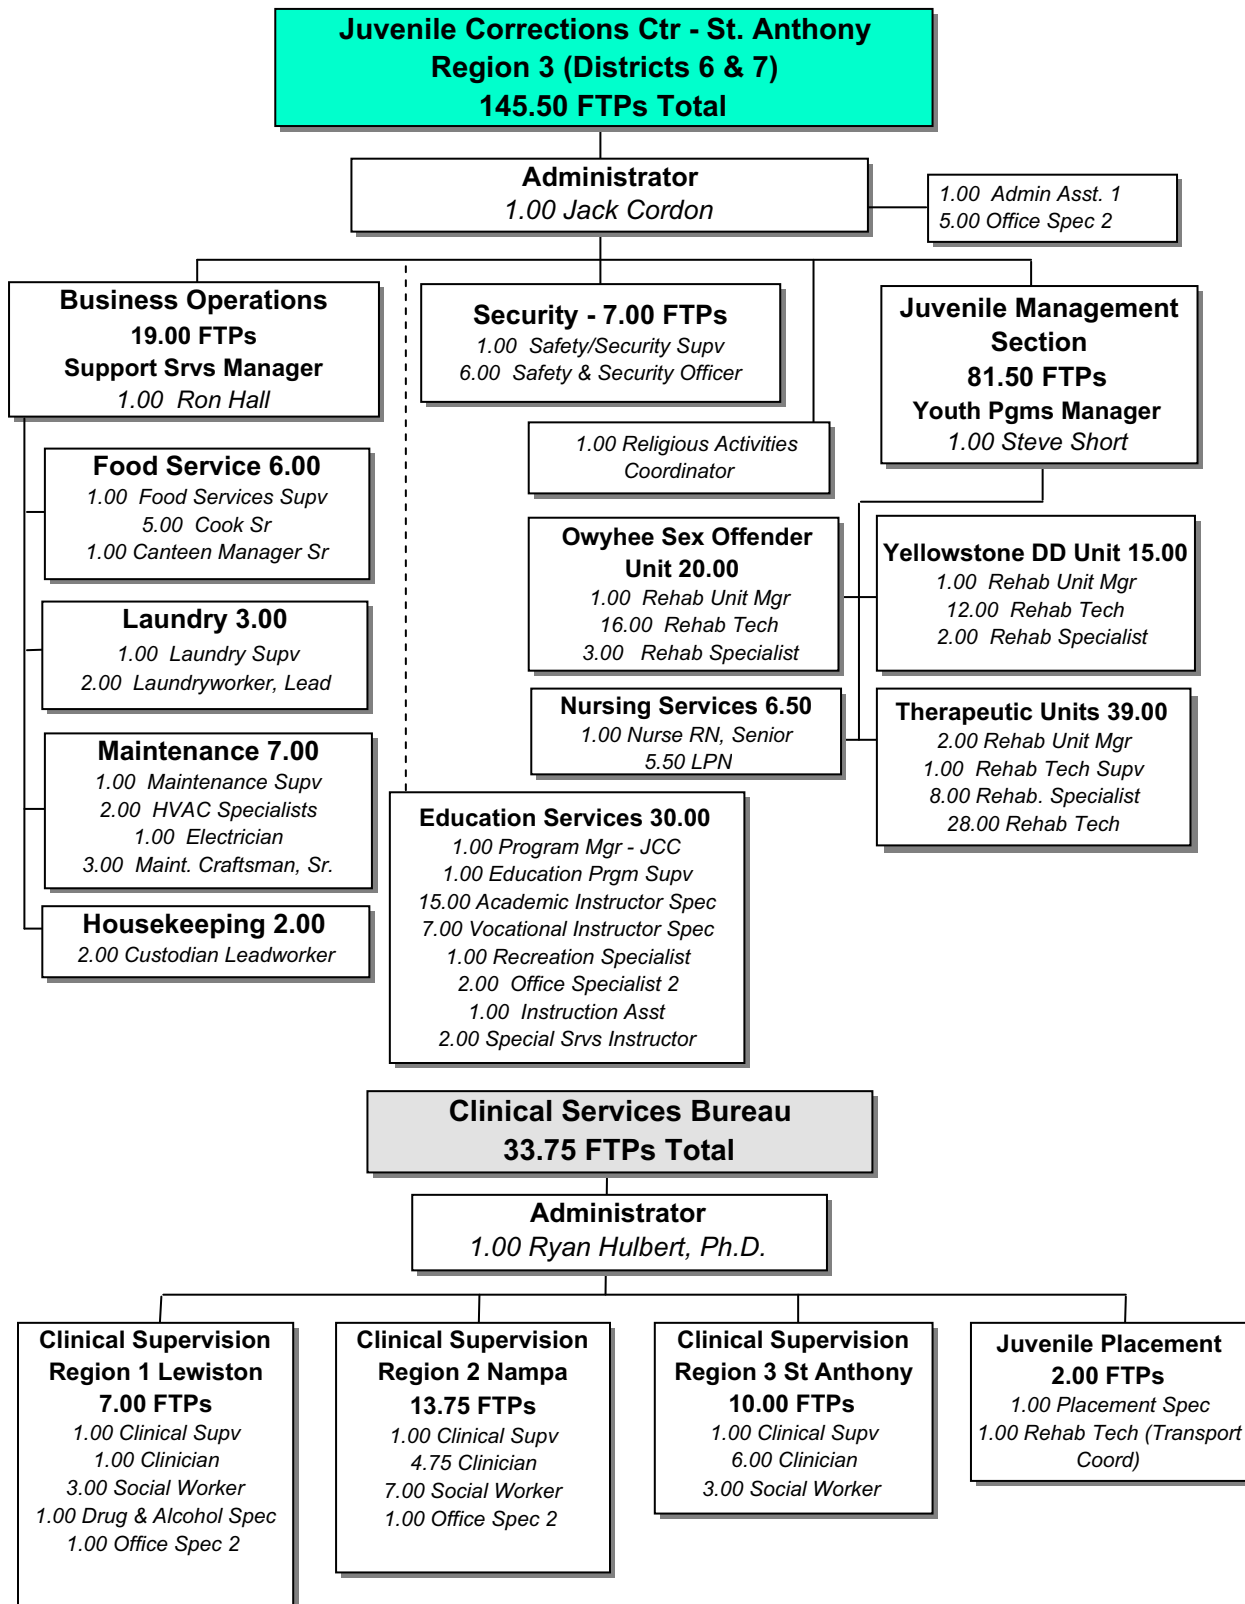 Juvenile Corrections Ctr - St. Anthony
Region 3 (Districts 6 & 7)
145.50 FTPs Total
Administrator
1.00 Jack Cordon
1.00 Admin Asst. 1
5.00 Office Spec 2
Business Operations
19.00 FTPs
Support Srvs Manager
1.00 Ron Hall
Security - 7.00 FTPs
1.00 Safety/Security Supv
6.00 Safety & Security Officer
Juvenile Management
Section
81.50 FTPs
Youth Pgms Manager
1.00 Steve Short
1.00 Religious Activities
Coordinator
Food Service 6.00
1.00 Food Services Supv
5.00 Cook Sr
1.00 Canteen Manager Sr
Laundry 3.00
1.00 Laundry Supv
2.00 Laundryworker, Lead
Maintenance 7.00
1.00 Maintenance Supv
2.00 HVAC Specialists
1.00 Electrician
3.00 Maint. Craftsman, Sr.
Housekeeping 2.00
2.00 Custodian Leadworker
Owyhee Sex Offender
Unit 20.00
1.00 Rehab Unit Mgr
16.00 Rehab Tech
3.00 Rehab Specialist
Yellowstone DD Unit 15.00
1.00 Rehab Unit Mgr
12.00 Rehab Tech
2.00 Rehab Specialist
Nursing Services 6.50
1.00 Nurse RN, Senior
5.50 LPN
Therapeutic Units 39.00
2.00 Rehab Unit Mgr
1.00 Rehab Tech Supv
8.00 Rehab. Specialist
28.00 Rehab Tech
Education Services 30.00
1.00 Program Mgr - JCC
1.00 Education Prgm Supv
15.00 Academic Instructor Spec
7.00 Vocational Instructor Spec
1.00 Recreation Specialist
2.00 Office Specialist 2
1.00 Instruction Asst
2.00 Special Srvs Instructor
Clinical Services Bureau
33.75 FTPs Total
Administrator
1.00 Ryan Hulbert, Ph.D.
Clinical Supervision
Region 1 Lewiston
7.00 FTPs
1.00 Clinical Supv
1.00 Clinician
3.00 Social Worker
1.00 Drug & Alcohol Spec
1.00 Office Spec 2
Clinical Supervision
Region 2 Nampa
13.75 FTPs
1.00 Clinical Supv
4.75 Clinician
7.00 Social Worker
1.00 Office Spec 2
Clinical Supervision
Region 3 St Anthony
10.00 FTPs
1.00 Clinical Supv
6.00 Clinician
3.00 Social Worker
Juvenile Placement
2.00 FTPs
1.00 Placement Spec
1.00 Rehab Tech (Transport
Coord)